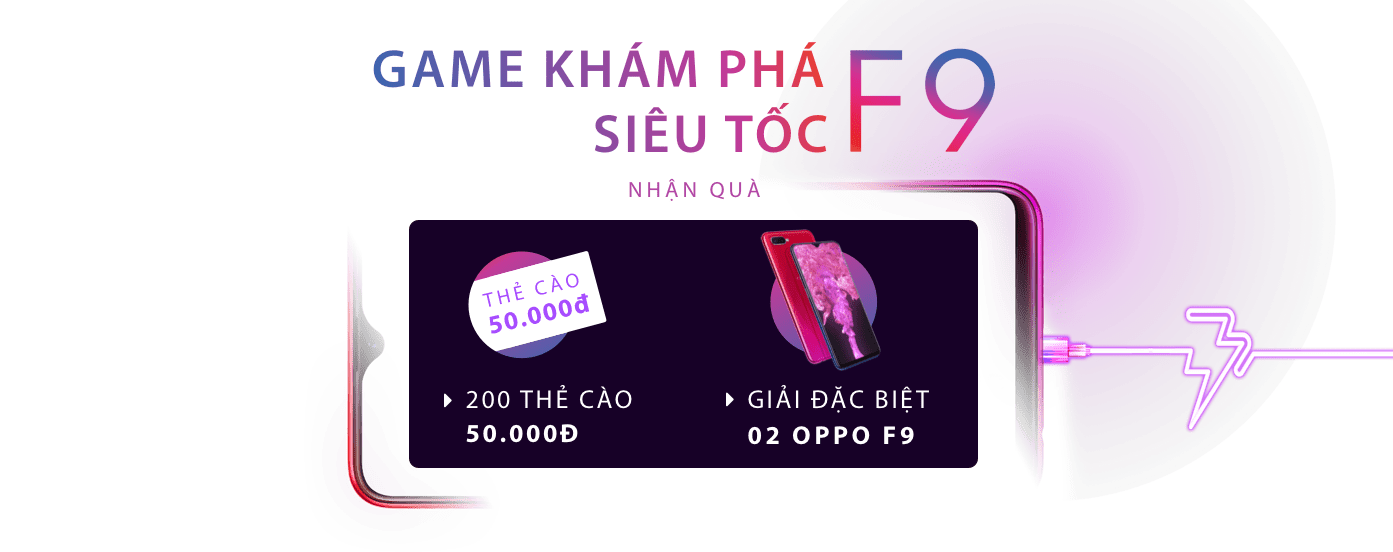 GAME KHÁM PHÁ
SIÊU TỐC
F9
NHẬN QUÀ
THẺ CÀO
50.000đ
200 THẺ CÀO
50.000Đ
GIẢI ĐẶC BIỆT
02 OPPO F9